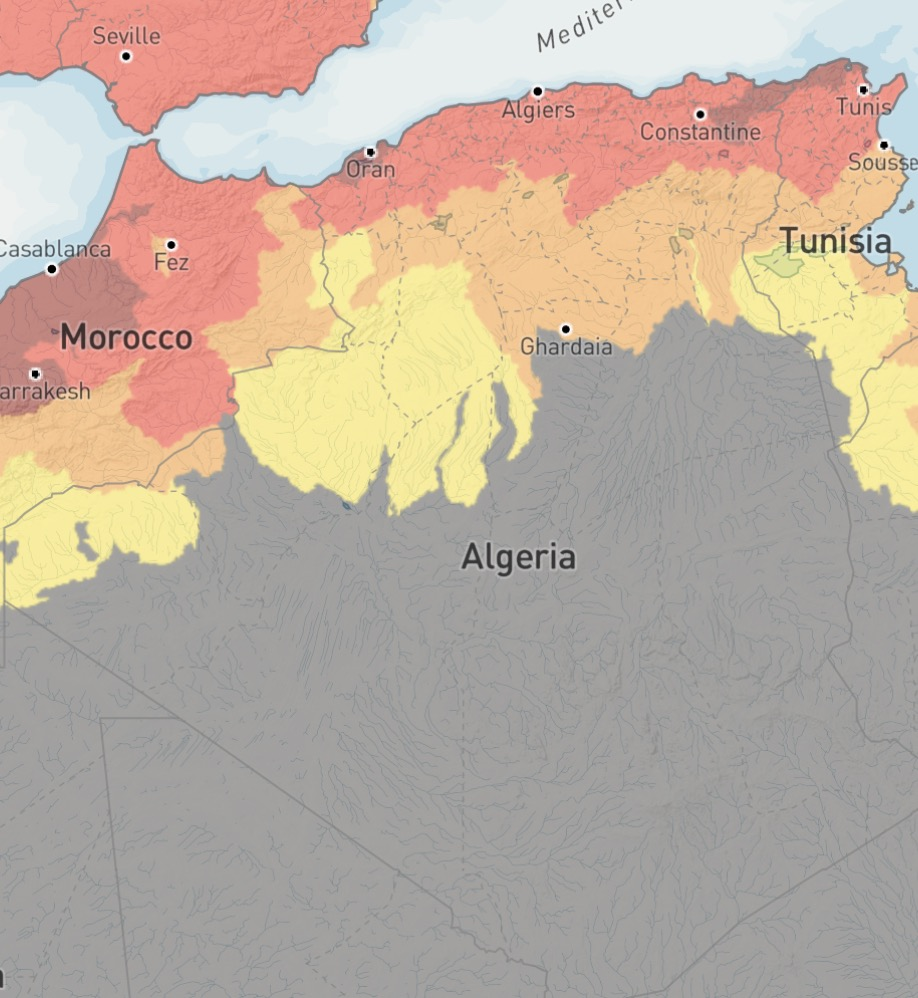 Seville
Mediter
Algiers
Tunis
Constantine
Oran
Sousse
Tunisia
Casablanca
Fez
Morocco
Ghardaia
arrakesh
Algeria